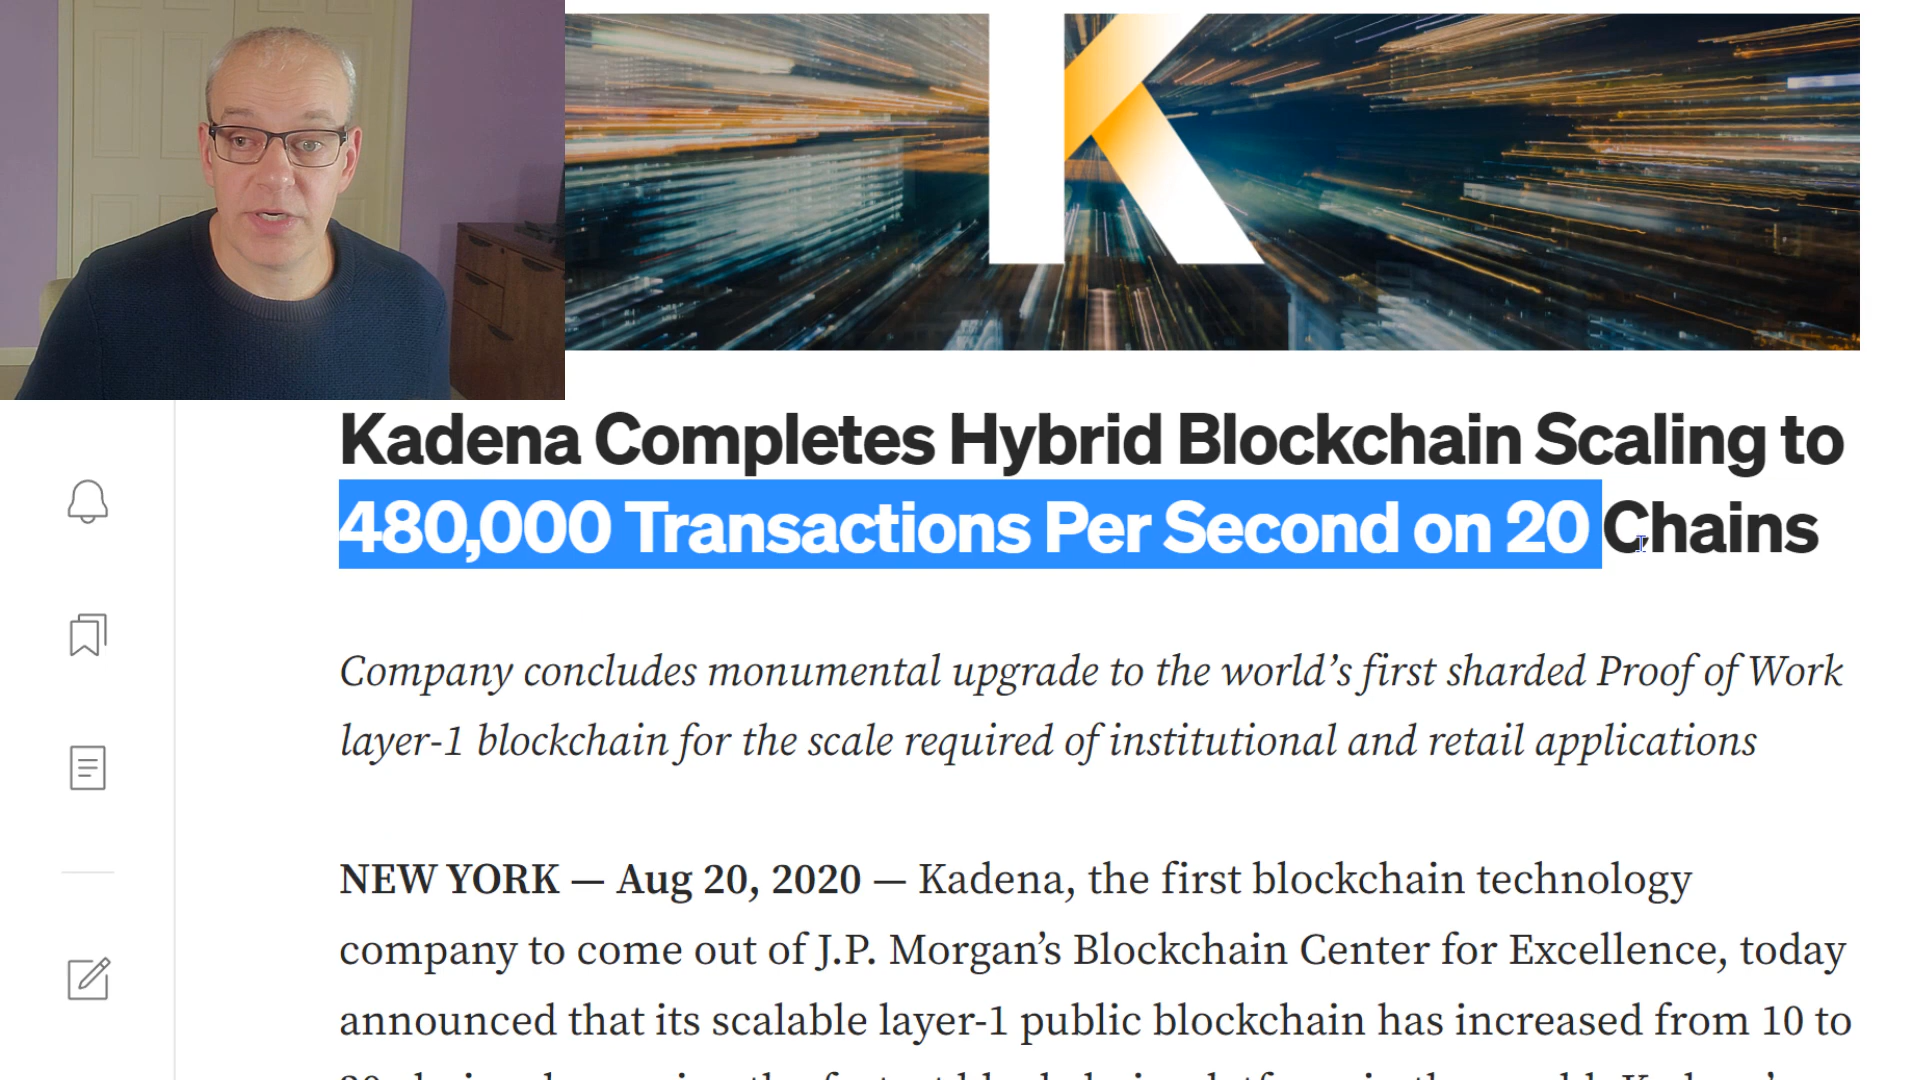 K
Kadena Completes Hybrid Blockchain Scaling to
480,000 Transactions Per Second on 20 Chains
Company concludes monumental upgrade to the world’s first sharded Proof of Work
layer-1 blockchain for the scale required of institutional and retail applications
NEW YORK — Aug 20, 2020 — Kadena, the first blockchain technology
company to come out of J.P. Morgan’s Blockchain Center for Excellence, today
announced that its scalable layer-1 public blockchain has increased from 10 to